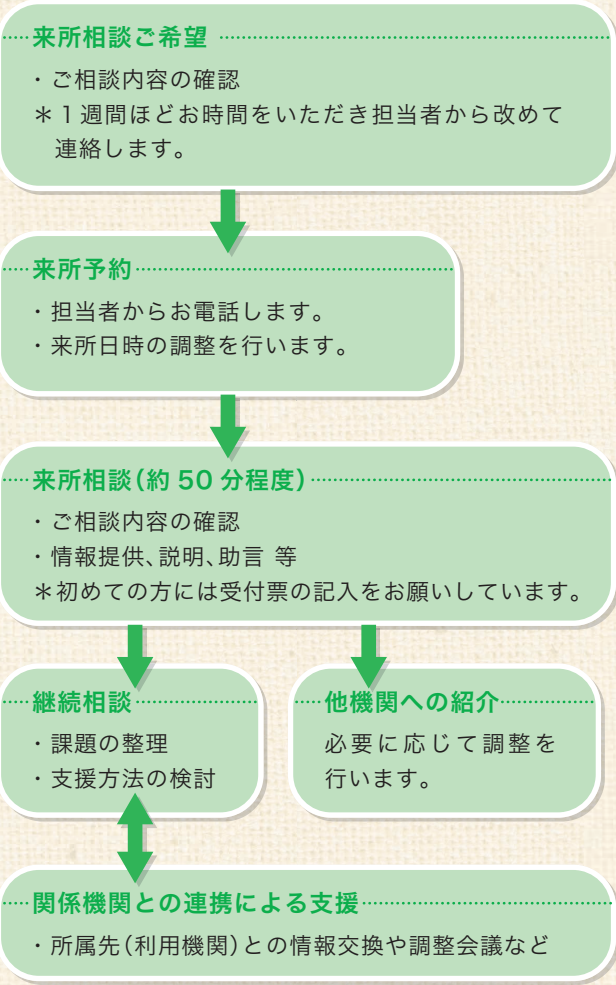 来所相談ご希望
・ご相談内容の確認
＊１週間ほどお時間をいただき担当者から改めて
連絡します。
来所予約
・担当者からお電話します。
・来所日時の調整を行います。
来所相談(約 50 分程度)
・ご相談内容の確認
・情報提供、説明、助言 等
＊初めての方には受付票の記入をお願いしています。
継続相談
・課題の整理
・支援方法の検討
他機関への紹介
必要に応じて調整を
行います。
関係機関との連携による支援
・所属先(利用機関)との情報交換や調整会議など